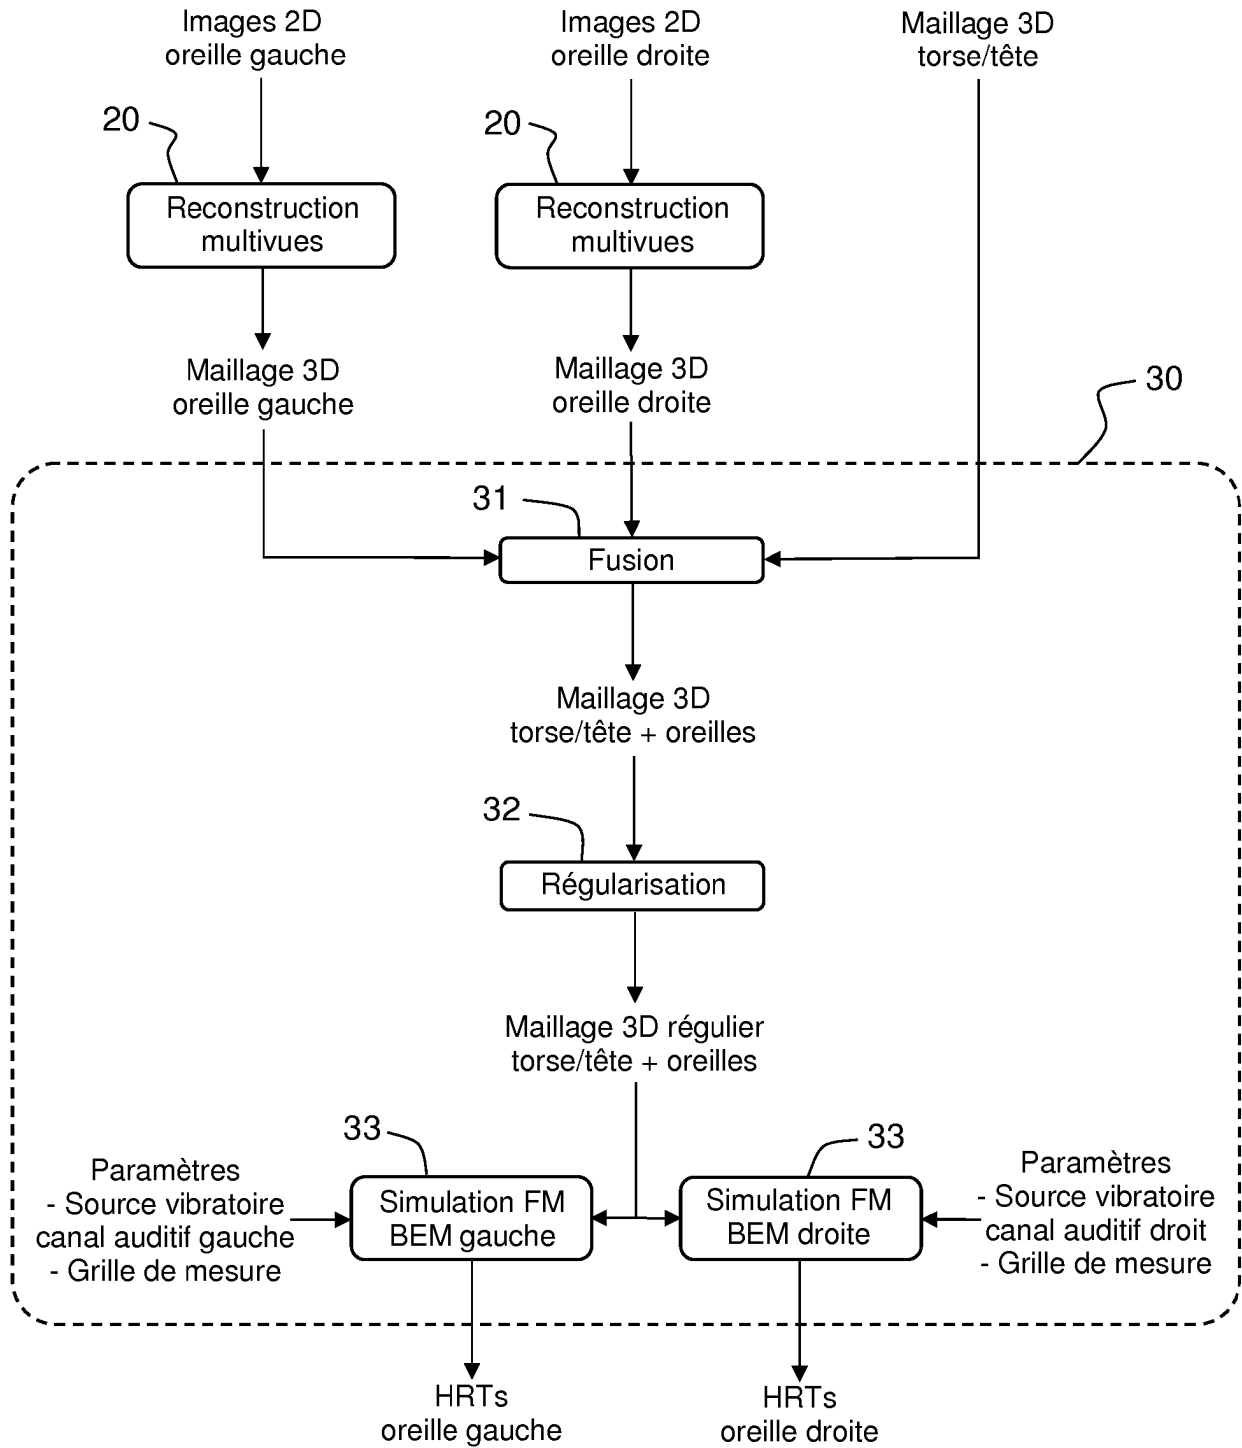 Images 2D
oreille gauche
Images 2D
oreille droite
Maillage 3D
torse/tête
20
20
Reconstruction
multivues
Reconstruction
multivues
Maillage 3D
oreille gauche
Maillage 3D
oreille droite
30
31
Fusion
Maillage 3D
torse/tête + oreilles
32
Régularisation
Maillage 3D régulier
torse/tête + oreilles
33
33
Paramètres
- Source vibratoire
canal auditif gauche
- Grille de mesure
Simulation FM
BEM gauche
Simulation FM
BEM droite
Paramètres
- Source vibratoire
canal auditif droit
- Grille de mesure
HRTs
oreille gauche
HRTs
oreille droite